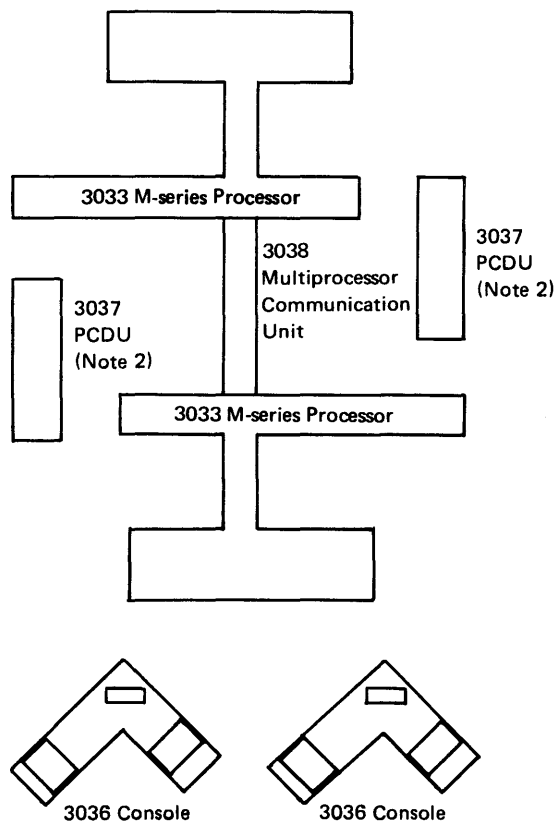 3033 M-series Processor
3038
Multiprocessor
Communication
Unit
3037
PCDU
(Note 2)
3037
PCDU
(Note 2)
3033 M-series Processor
3036 Console
3036 Console